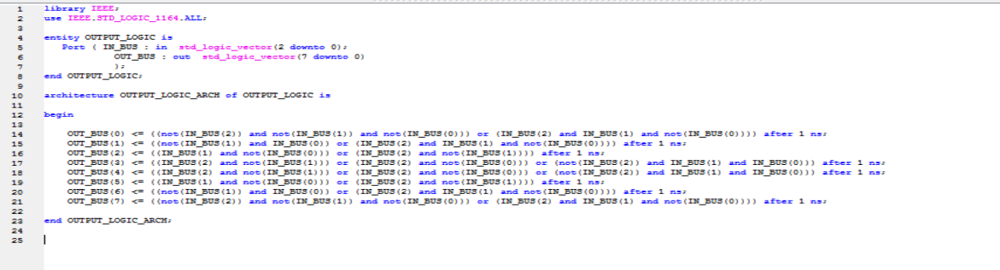 1 library IEEE;
2 use IEEE.STD_LOGIC_1164.ALL;
3
4 entity OUTPUT_LOGIC is
5 Port ( IN_BUS : in std_logic_vector(2 downto 0);
6 OUT_BUS : out std_logic_vector(7 downto 0)
7 );
8 end OUTPUT_LOGIC;
9
10 architecture OUTPUT_LOGIC_ARCH of OUTPUT_LOGIC is
11
12 begin
13
14 OUT_BUS(0) <= ((not(IN_BUS(2)) and not(IN_BUS(1)) and not(IN_BUS(0))) or (IN_BUS(2) and IN_BUS(1) and not(IN_BUS(0)))) after 1 ns;
15 OUT_BUS(1) <= ((not(IN_BUS(1)) and IN_BUS(0)) or (IN_BUS(2) and IN_BUS(1) and not(IN_BUS(0)))) after 1 ns;
16 OUT_BUS(2) <= ((IN_BUS(1) and not(IN_BUS(0))) or (IN_BUS(2) and not(IN_BUS(1)))) after 1 ns;
17 OUT_BUS(3) <= ((IN_BUS(2) and not(IN_BUS(1))) or (IN_BUS(2) and not(IN_BUS(0))) or (not(IN_BUS(2)) and IN_BUS(1) and IN_BUS(0))) after 1 ns;
18 OUT_BUS(4) <= ((IN_BUS(2) and not(IN_BUS(1))) or (IN_BUS(2) and not(IN_BUS(0))) or (not(IN_BUS(2)) and IN_BUS(1) and IN_BUS(0))) after 1 ns;
19 OUT_BUS(5) <= ((IN_BUS(1) and not(IN_BUS(0))) or (IN_BUS(2) and not(IN_BUS(1)))) after 1 ns;
20 OUT_BUS(6) <= ((not(IN_BUS(1)) and IN_BUS(0)) or (IN_BUS(2) and IN_BUS(1) and not(IN_BUS(0)))) after 1 ns;
21 OUT_BUS(7) <= ((not(IN_BUS(2)) and not(IN_BUS(1)) and not(IN_BUS(0))) or (IN_BUS(2) and IN_BUS(1) and not(IN_BUS(0)))) after 1 ns;
22
23 end OUTPUT_LOGIC_ARCH;
24
25